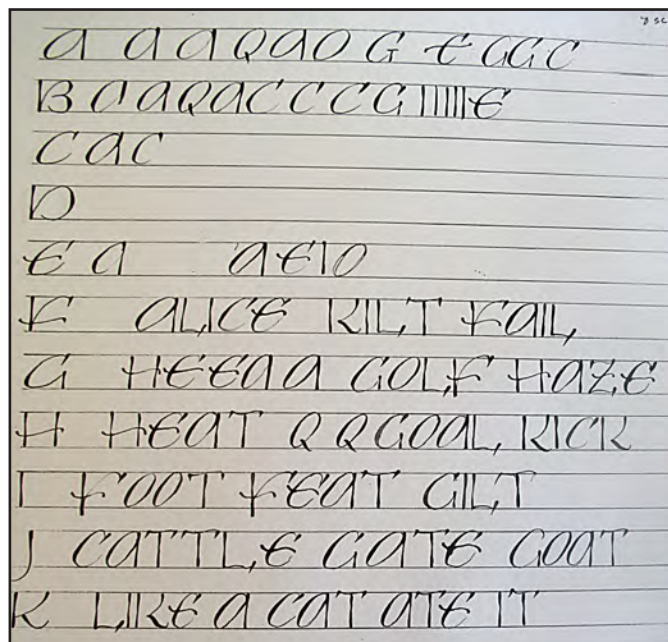 A A A Q A O G E G G C
B C A Q A C C C G I I I I I E
C A C
D
E A A E I O
F ALICE KILT FAIL
G HEEAA GOLF HAZE
H HEAT Q Q GOAL KICK
I FOOT FEAT GILT
J CATTLE GATE GOAT
K LIKE A CAT ATE IT